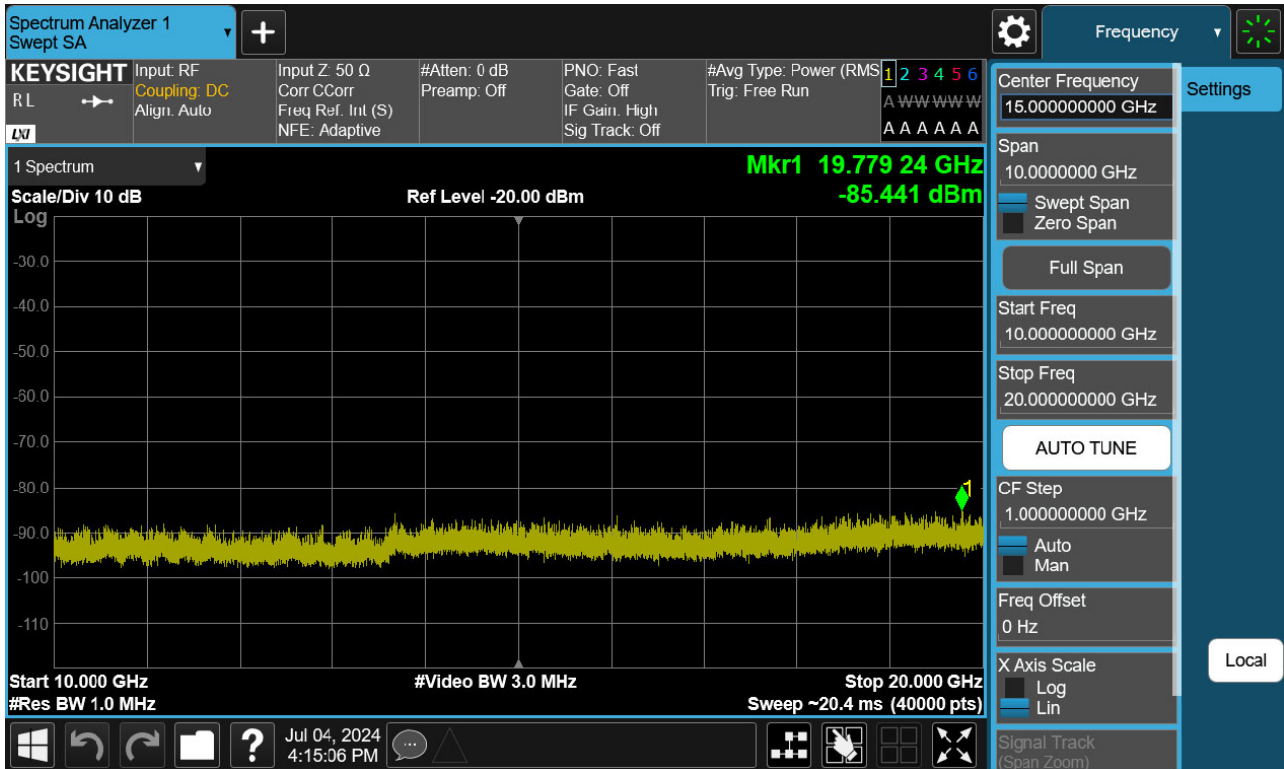 Spectrum Analyzer 1
Swept SA
+
Frequency
KEYSIGHT
R L
LXI
Input: RF
Coupling: DC
Align: Auto
Input Z: 50 Ω
Corr CCorr
Freq Ref: Int (S)
NFE: Adaptive
#Atten: 0 dB
Preamp: Off
PNO: Fast
Gate: Off
IF Gain: High
Sig Track: Off
#Avg Type: Power (RMS
Trig: Free Run
1 2 3 4 5 6
A W W W W W
A A A A A A
1 Spectrum
Scale/Div 10 dB
Log
Ref Level -20.00 dBm
Mkr1 19.779 24 GHz
-85.441 dBm
-30.0
-40.0
-50.0
-60.0
-70.0
-80.0
-90.0
-100
-110
1
Start 10.000 GHz
#Res BW 1.0 MHz
#Video BW 3.0 MHz
Stop 20.000 GHz
Sweep ~20.4 ms (40000 pts)
Center Frequency
15.000000000 GHz
Span
10.0000000 GHz
Swept Span
Zero Span
Full Span
Start Freq
10.000000000 GHz
Stop Freq
20.000000000 GHz
AUTO TUNE
CF Step
1.000000000 GHz
Auto
Man
Freq Offset
0 Hz
X Axis Scale
Log
Lin
Signal Track
(Span Zoom)
Settings
Local
?
Jul 04, 2024
4:15:06 PM